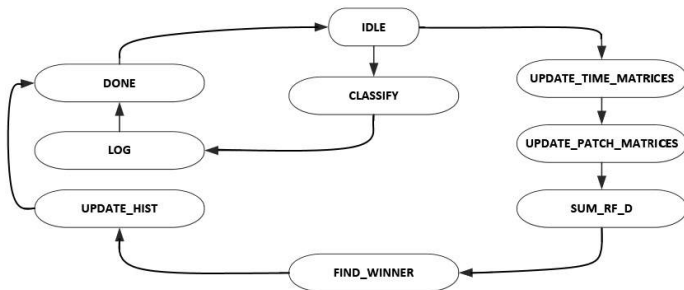 IDLE
DONE
UPDATE_TIME_MATRICES
CLASSIFY
LOG
UPDATE_PATCH_MATRICES
UPDATE_HIST
SUM_RF_D
FIND_WINNER